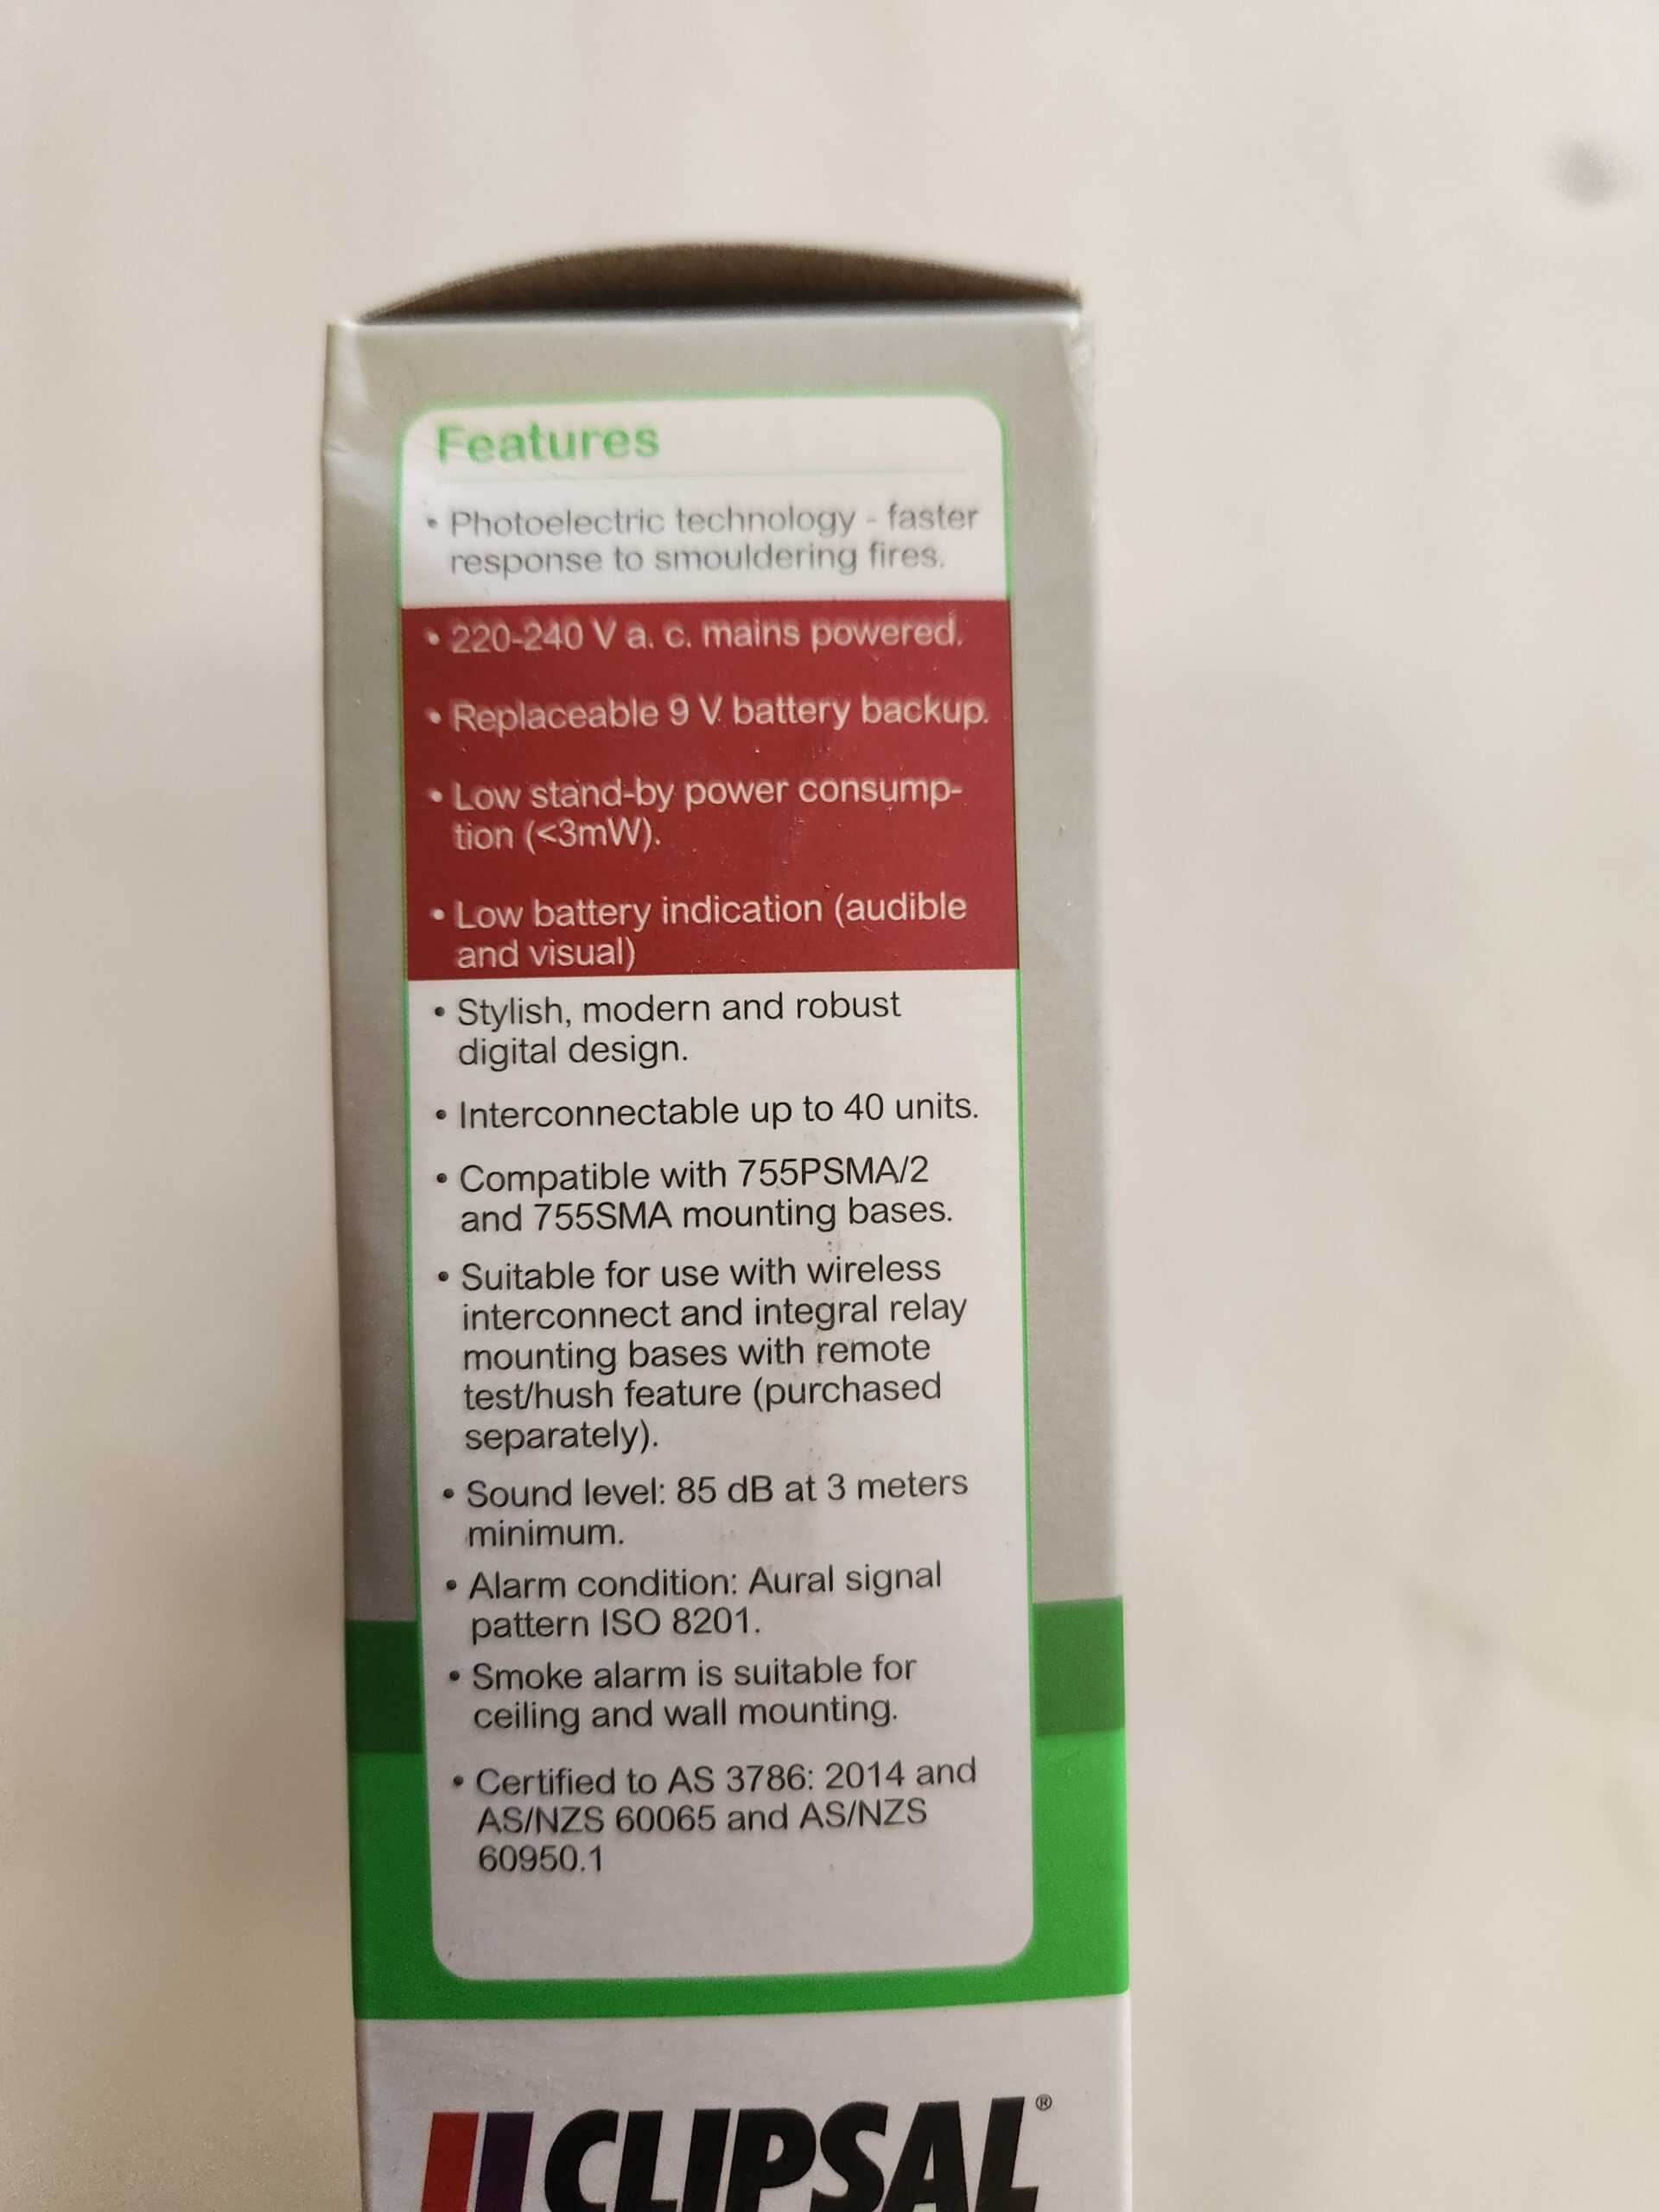 Features
• Photoelectric technology - faster
response to smouldering fires.
• 220-240 V a. c. mains powered.
• Replaceable 9 V battery backup.
• Low stand-by power consump-
tion (<3mW).
• Low battery indication (audible
and visual)
• Stylish, modern and robust
digital design.
• Interconnectable up to 40 units.
• Compatible with 755PSMA/2
and 755SMA mounting bases.
• Suitable for use with wireless
interconnect and integral relay
mounting bases with remote
test/hush feature (purchased
separately).
• Sound level: 85 dB at 3 meters
minimum.
• Alarm condition: Aural signal
pattern ISO 8201.
• Smoke alarm is suitable for
ceiling and wall mounting.
• Certified to AS 3786: 2014 and
AS/NZS 60065 and AS/NZS
60950.1
CLIPSAL®